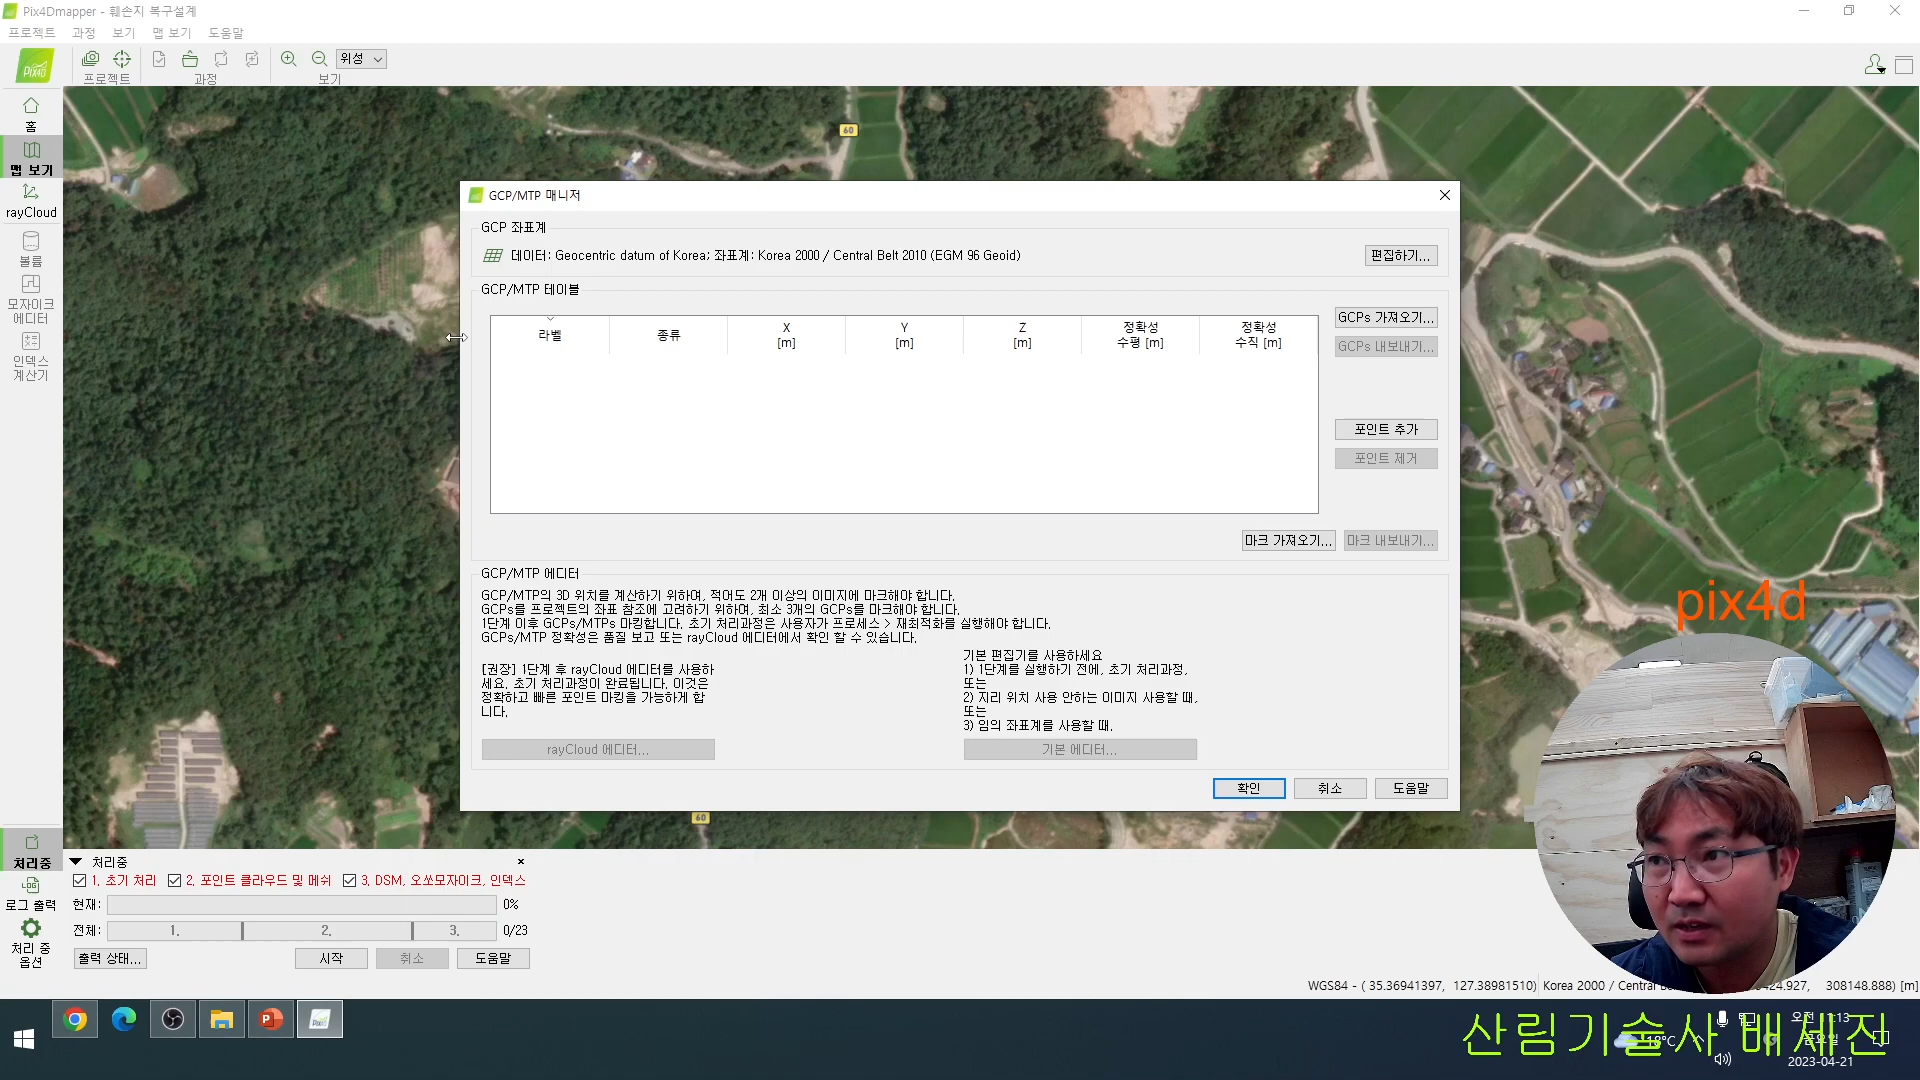 Pix4Dmapper - 훼손지 복구설계
프로젝트 과정 보기 맵 보기 도움말
위성
프로젝트 과정 보기
PIX4D
홈
맵 보기
rayCloud
볼륨
모자이크
에디터
인덱스
계산기
60
GCP/MTP 매니저
GCP 좌표계
데이터: Geocentric datum of Korea; 좌표계: Korea 2000 / Central Belt 2010 (EGM 96 Geoid)
편집하기...
GCP/MTP 테이블
라벨 종류 X [m] Y [m] Z [m] 정확성 수평 [m] 정확성 수직 [m]
GCPs 가져오기...
GCPs 내보내기...
포인트 추가
포인트 제거
마크 가져오기... 마크 내보내기...
GCP/MTP 에디터
GCP/MTP의 3D 위치를 계산하기 위하여, 적어도 2개 이상의 이미지에 마크해야 합니다.
GCPs를 프로젝트의 좌표 참조에 고려하기 위하여, 최소 3개의 GCPs를 마크해야 합니다.
1단계 이후 GCPs/MTPs 마킹합니다. 초기 처리과정은 사용자가 프로세스 > 재최적화를 실행해야 합니다.
GCPs/MTP 정확성은 품질 보고 또는 rayCloud 에디터에서 확인 할 수 있습니다.
[권장] 1단계 후 rayCloud 에디터를 사용하
세요. 초기 처리과정이 완료됩니다. 이것은
정확하고 빠른 포인트 마킹을 가능하게 합
니다.
기본 편집기를 사용하세요
1) 1단계를 실행하기 전에, 초기 처리과정.
또는
2) 지리 위치 사용 안하는 이미지 사용할 때.
또는
3) 임의 좌표계를 사용할 때.
rayCloud 에디터... 기본 에디터...
확인 취소 도움말
60
pix4d
처리중
로그 출력
처리 중
옵션
처리중
1. 초기 처리 2. 포인트 클라우드 및 메쉬 3. DSM, 오쏘모자이크, 인덱스
현재: 0%
전체: 1. 2. 3. 0/23
출력 상태... 시작 취소 도움말
WGS84 - ( 35.36941397, 127.38981510) Korea 2000 / Central 424.927, 308148.888) [m]
산림기술사 배세진
18°C
오전
2023-04-21